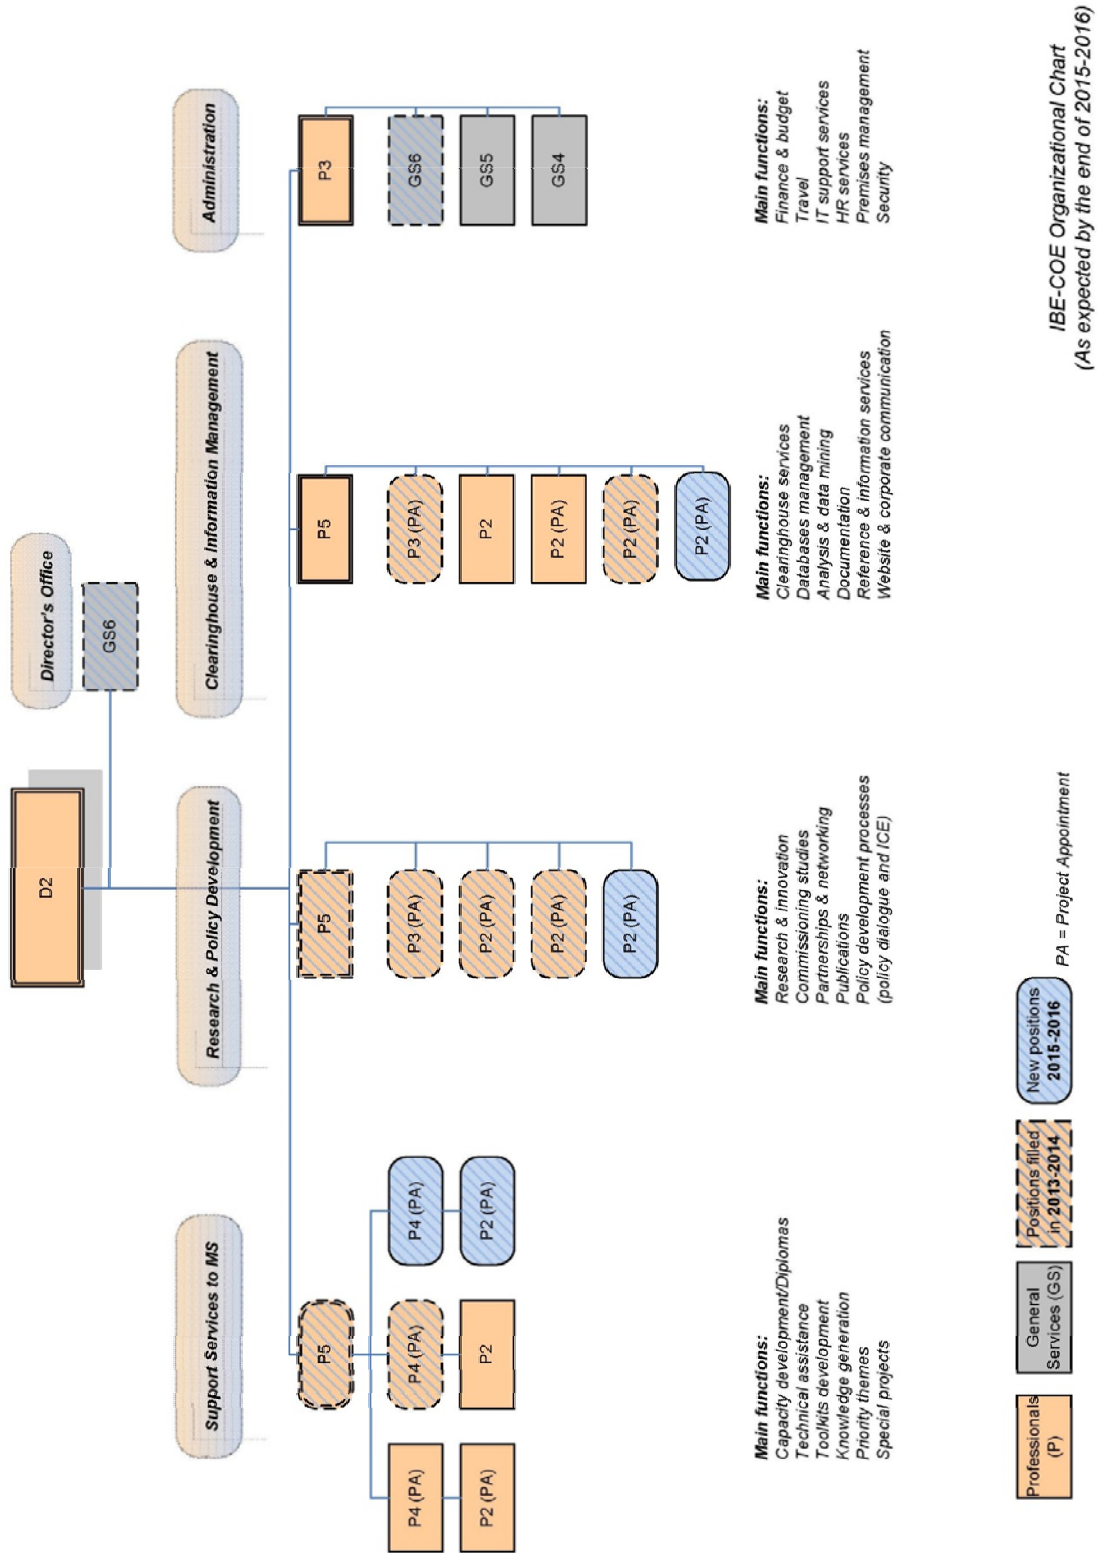 D2
Director's Office
GS6
Support Services to MS
P5
P4 (PA)
P2 (PA)
P4 (PA)
P2
P4 (PA)
P2 (PA)
Main functions:
Capacity development/Diplomas
Technical assistance
Toolkits development
Knowledge generation
Priority themes
Special projects
Research & Policy Development
P5
P3 (PA)
P2 (PA)
P2 (PA)
P2 (PA)
Main functions:
Research & innovation
Commissioning studies
Partnerships & networking
Publications
Policy development processes
(policy dialogue and ICE)
Clearinghouse & Information Management
P5
P3 (PA)
P2
P2 (PA)
P2 (PA)
P2 (PA)
Main functions:
Clearinghouse services
Databases management
Analysis & data mining
Documentation
Reference & information services
Website & corporate communication
Administration
P3
GS6
GS5
GS4
Main functions:
Finance & budget
Travel
IT support services
HR services
Premises management
Security
Professionals
(P)
General
Services (GS)
Positions filled
in 2013-2014
New positions
2015-2016
PA = Project Appointment
IBE-COE Organizational Chart
(As expected by the end of 2015-2016)